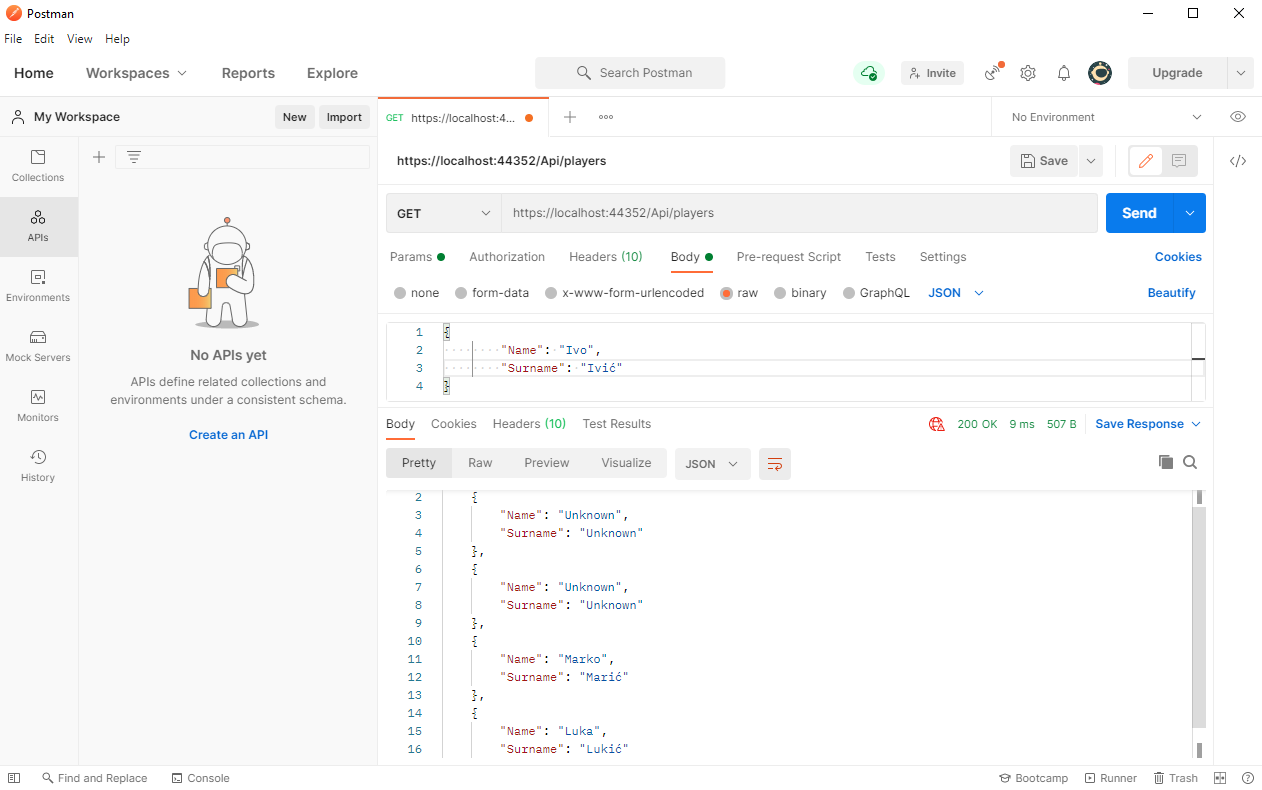 Postman
File Edit View Help
Home Workspaces Reports Explore Search Postman Invite Upgrade
My Workspace New Import GET https://localhost:4... No Environment
https://localhost:44352/Api/players Save
Collections
APIs
Environments
Mock Servers
Monitors
History
No APIs yet
APIs define related collections and
environments under a consistent schema.
Create an API
GET https://localhost:44352/Api/players Send
Params Authorization Headers (10) Body Pre-request Script Tests Settings Cookies
none form-data x-www-form-urlencoded raw binary GraphQL JSON Beautify
1 {
2 "Name": "Ivo",
3 "Surname": "Ivić"
4 }
Body Cookies Headers (10) Test Results 200 OK 9 ms 507 B Save Response
Pretty Raw Preview Visualize JSON
2 {
3 "Name": "Unknown",
4 "Surname": "Unknown"
5 },
6 {
7 "Name": "Unknown",
8 "Surname": "Unknown"
9 },
10 {
11 "Name": "Marko",
12 "Surname": "Marić"
13 },
14 {
15 "Name": "Luka",
16 "Surname": "Lukić"
Find and Replace Console Bootcamp Runner Trash